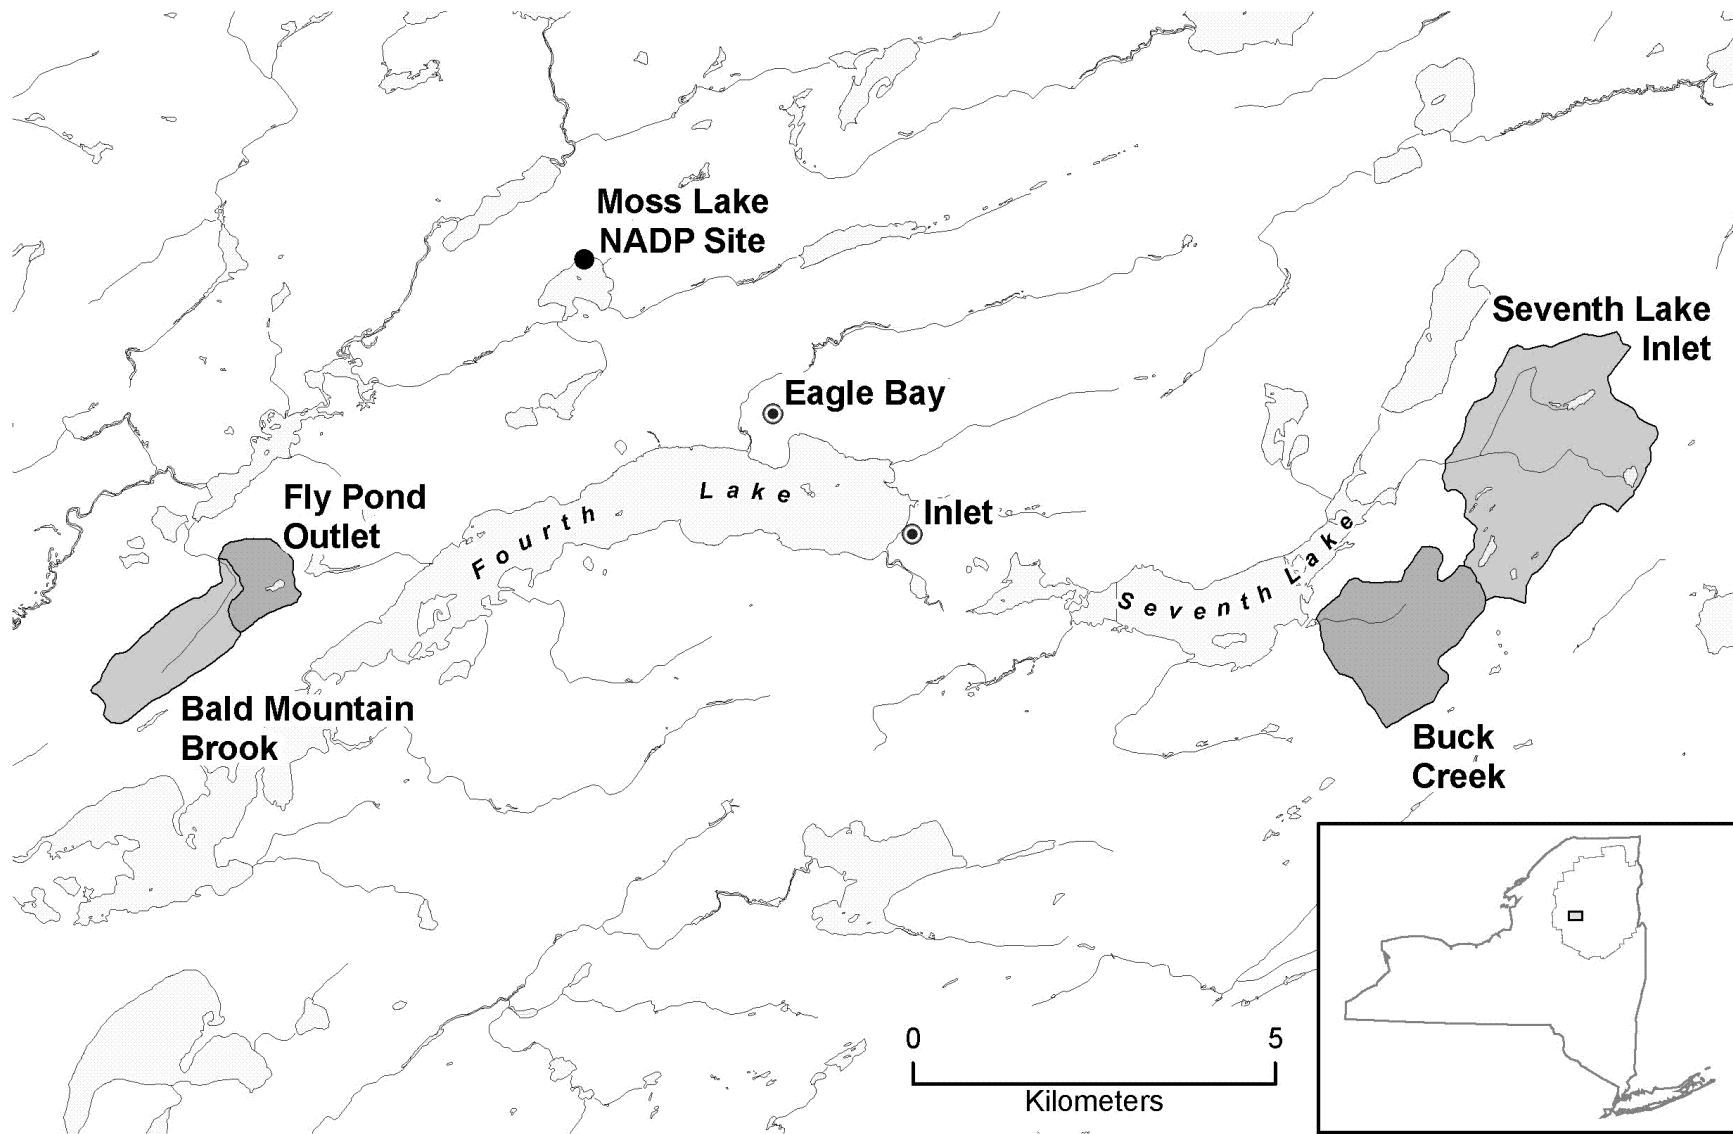 Moss Lake
NADP Site
Seventh Lake
Inlet
Eagle Bay
Fly Pond
Outlet
Fourth Lake
Inlet
Seventh Lake
Bald Mountain
Brook
Buck
Creek
0 5
Kilometers